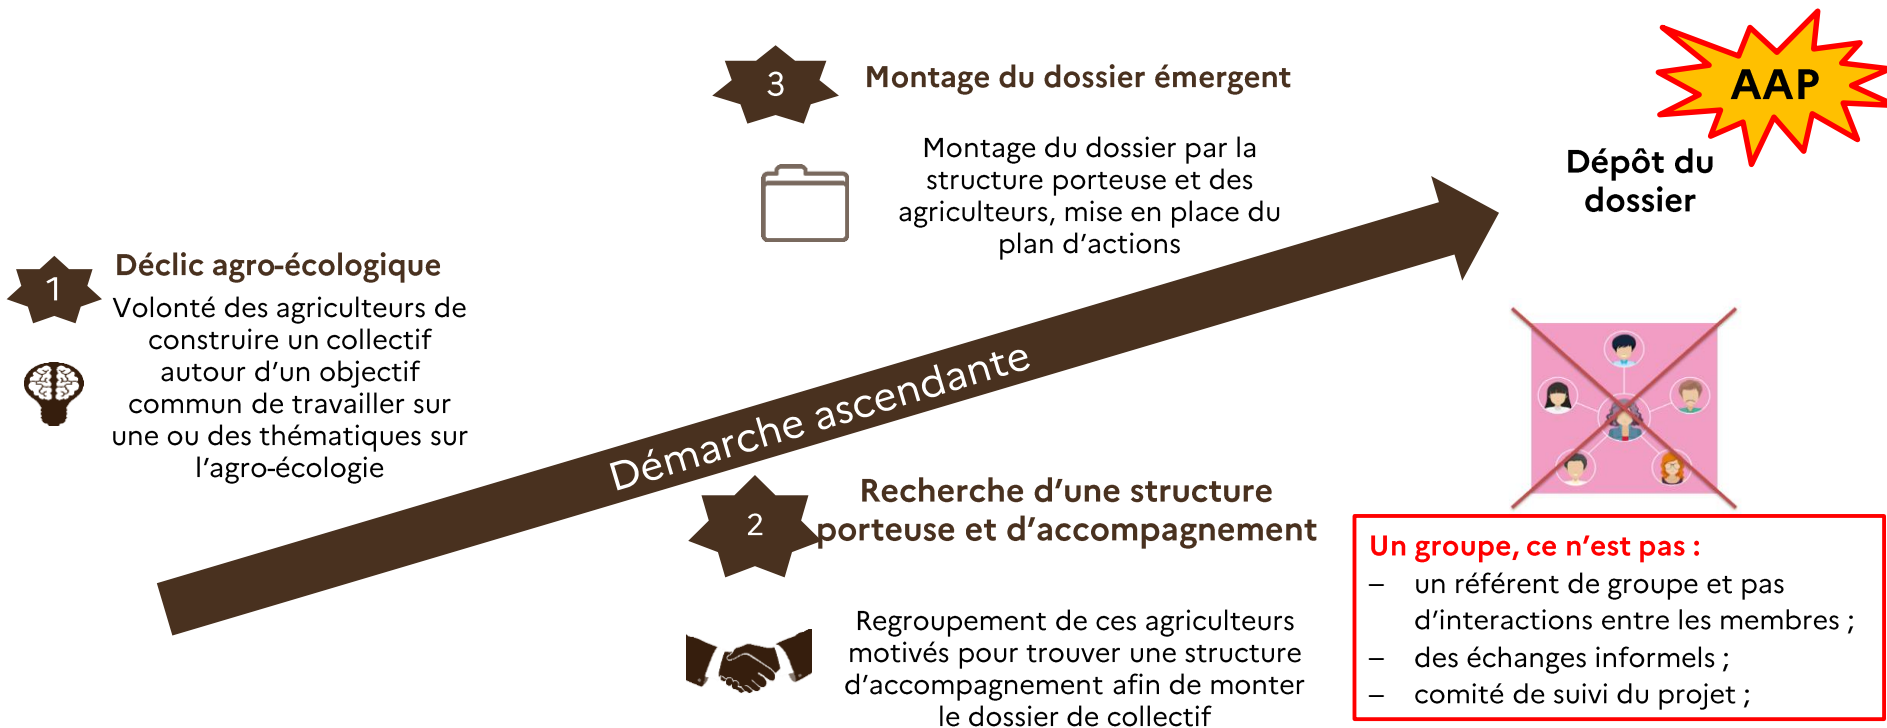 1
Déclic agro-écologique
Volonté des agriculteurs de
construire un collectif
autour d’un objectif
commun de travailler sur
une ou des thématiques sur
l’agro-écologie
Démarche ascendante
2
Recherche d’une structure
porteuse et d’accompagnement
Regroupement de ces agriculteurs
motivés pour trouver une structure
d’accompagnement afin de monter
le dossier de collectif
3
Montage du dossier émergent
Montage du dossier par la
structure porteuse et des
agriculteurs, mise en place du
plan d’actions
AAP
Dépôt du
dossier
Un groupe, ce n’est pas :
– un référent de groupe et pas
d’interactions entre les membres ;
– des échanges informels ;
– comité de suivi du projet ;